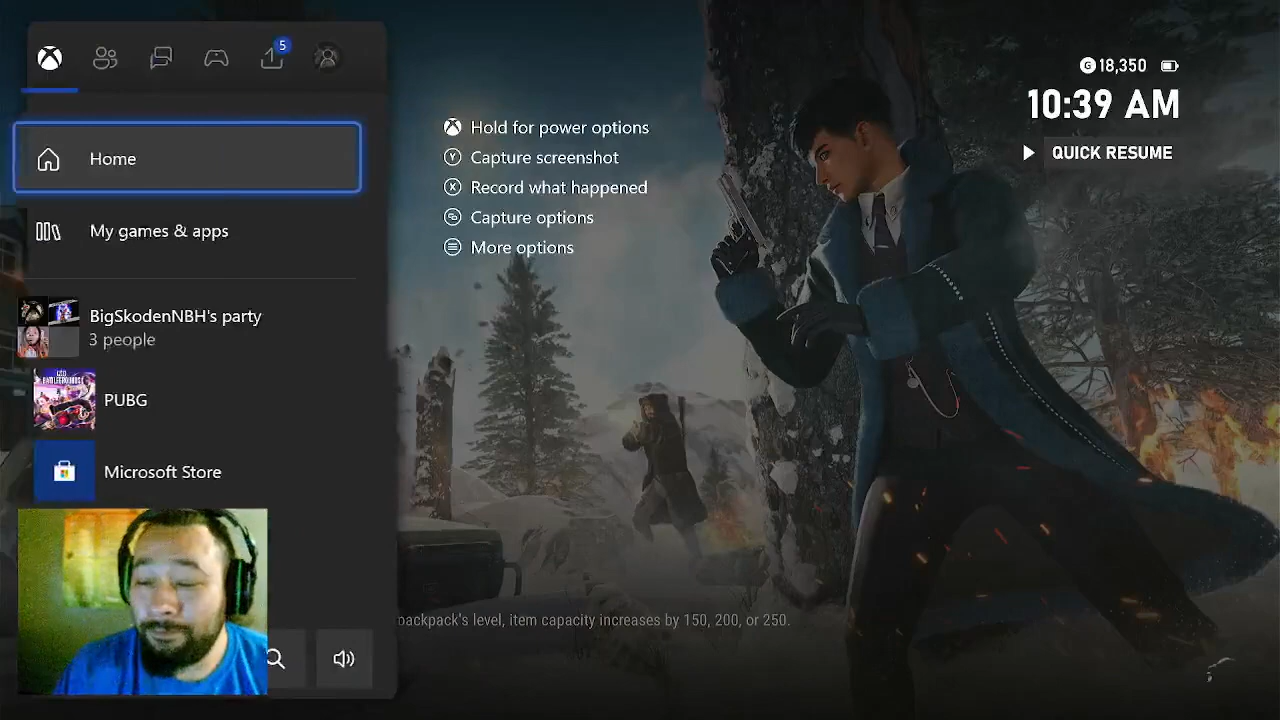 5
Home
My games & apps
BigSkodenNBH's party
3 people
PUBG
Microsoft Store
Hold for power options
Y Capture screenshot
X Record what happened
Capture options
More options
G 18,350
10:39 AM
QUICK RESUME
backpack's level, item capacity increases by 150, 200, or 250.